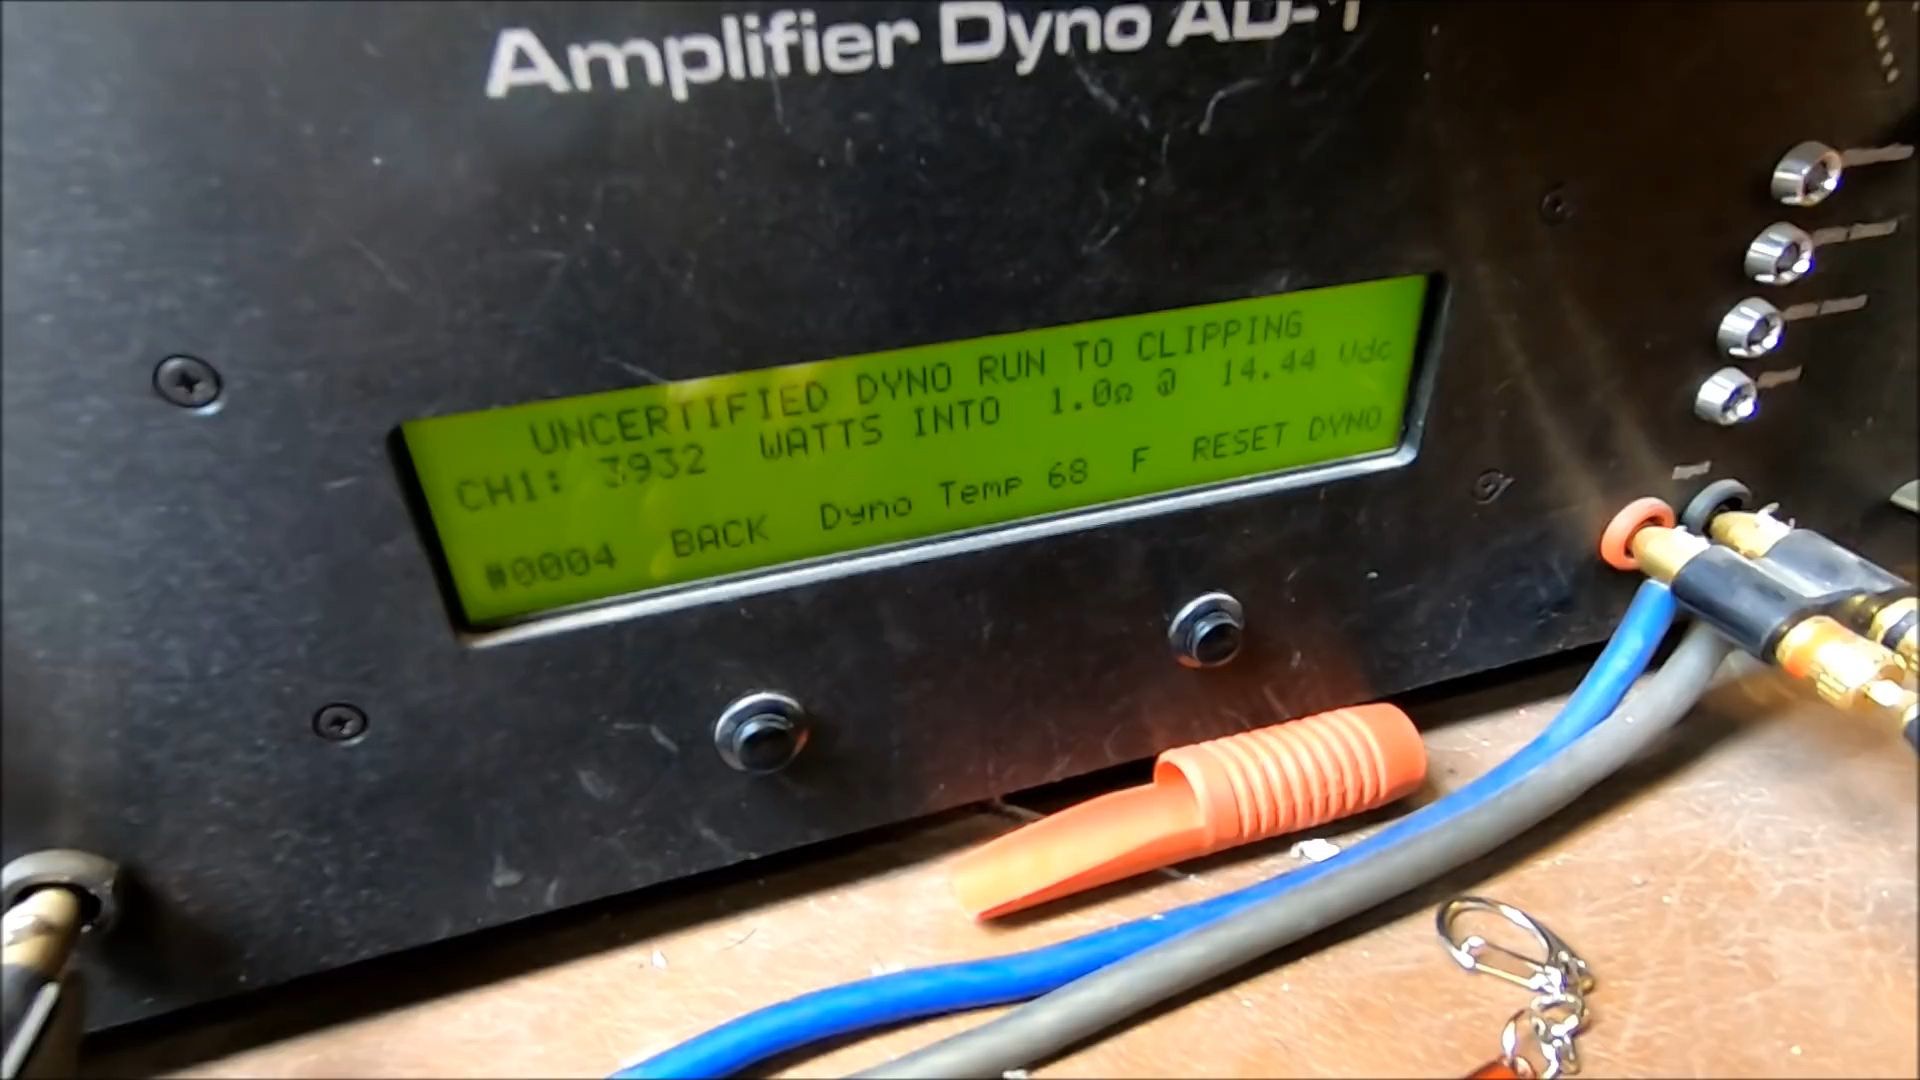 Amplifier Dyno AD-1
UNCERTIFIED DYNO RUN TO CLIPPING
CH1: 3932 WATTS INTO 1.0Ω @ 14.44 Vdc
#0004 BACK Dyno Temp 68 F RESET DYNO